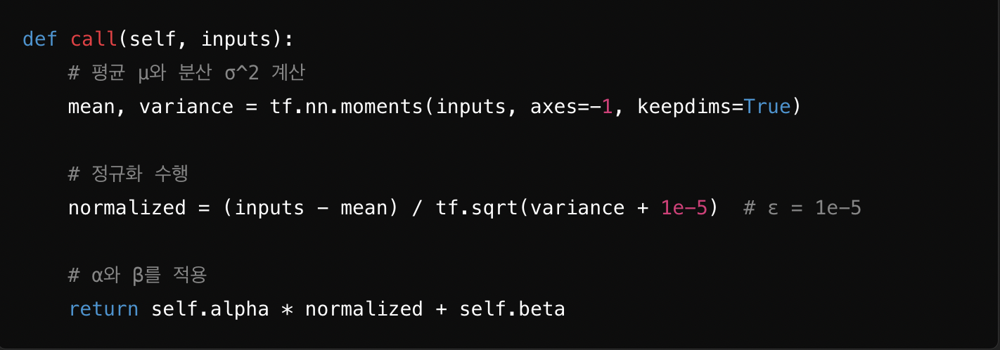 def call(self, inputs):
# 평균 μ와 분산 σ^2 계산
mean, variance = tf.nn.moments(inputs, axes=-1, keepdims=True)
# 정규화 수행
normalized = (inputs - mean) / tf.sqrt(variance + 1e-5)  # ε = 1e-5
# α와 β를 적용
return self.alpha * normalized + self.beta